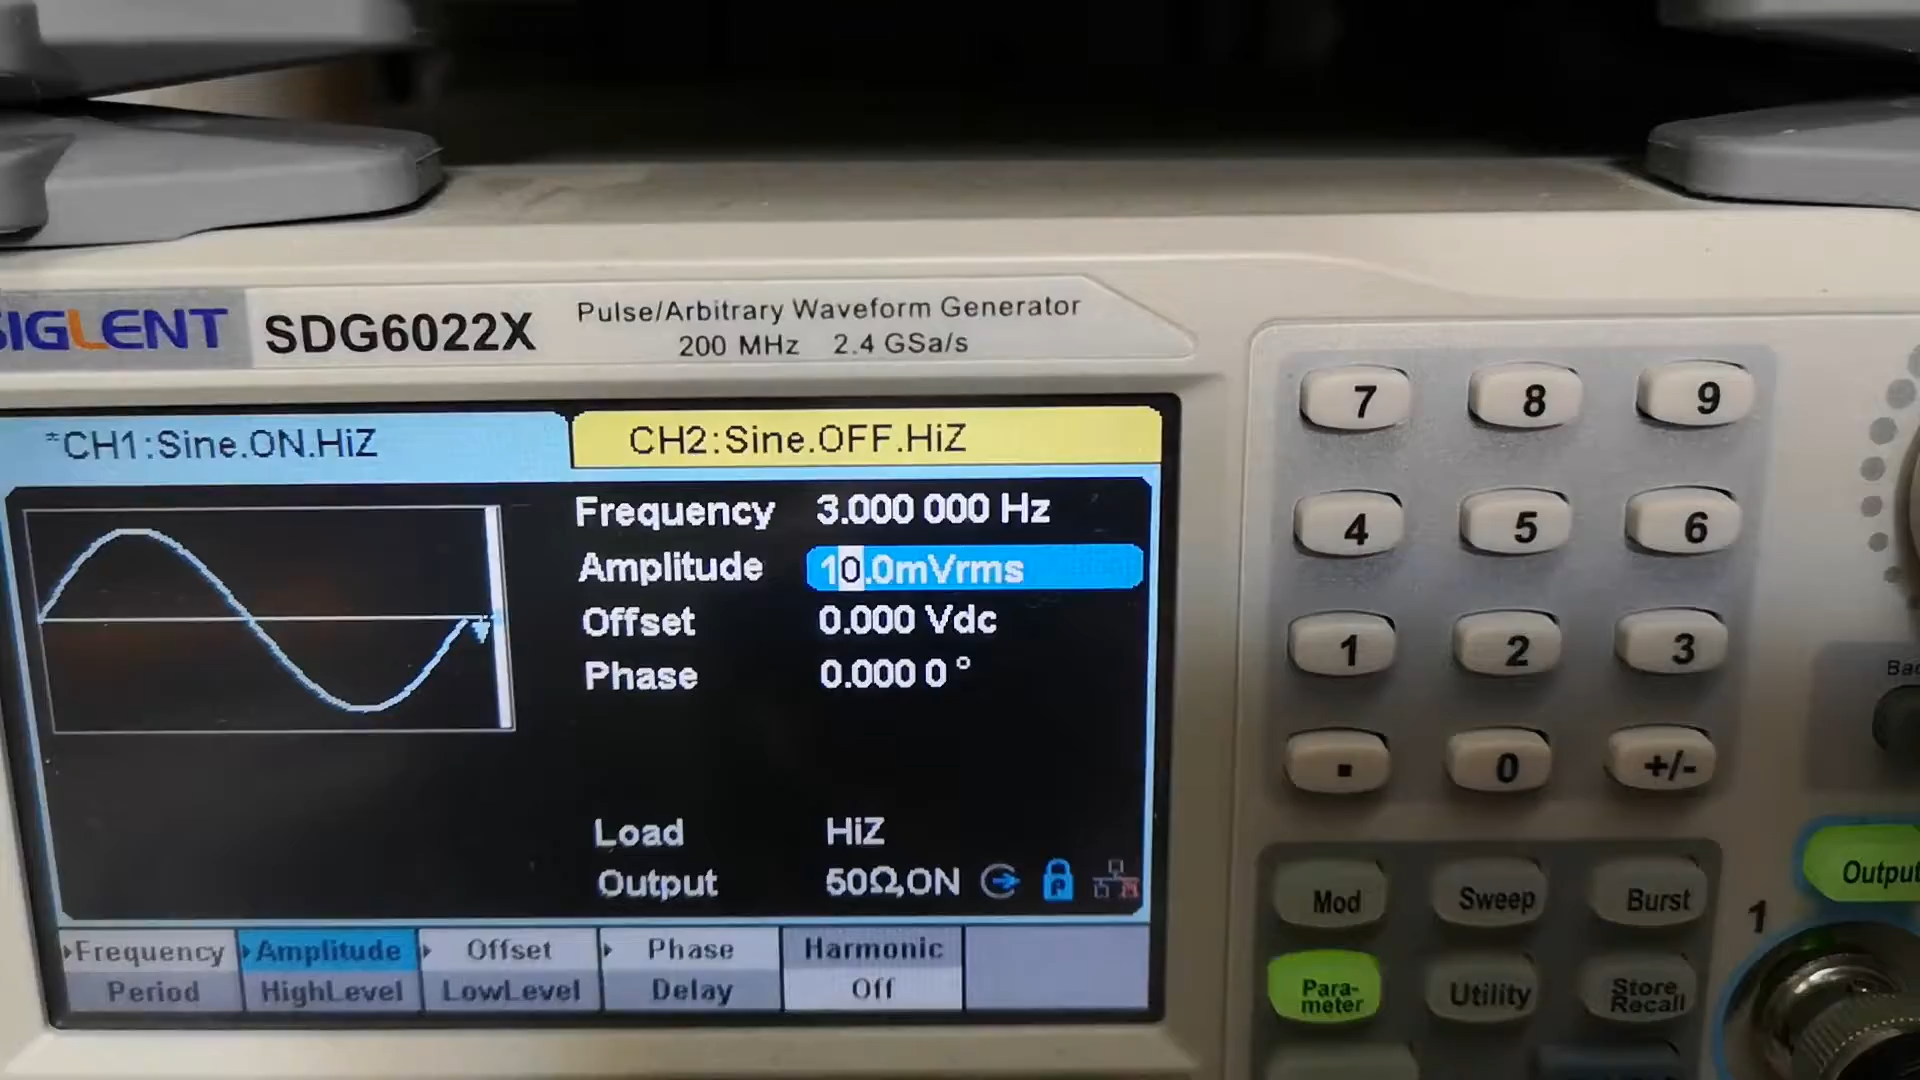 SIGLENT SDG6022X
Pulse/Arbitrary Waveform Generator
200 MHz 2.4 GSa/s
*CH1:Sine.ON.HiZ
CH2:Sine.OFF.HiZ
Frequency 3.000 000 Hz
Amplitude 10.0mVrms
Offset 0.000 Vdc
Phase 0.000 0 °
Load HiZ
Output 50Ω,ON
Frequency Amplitude Offset Phase Harmonic
Period HighLevel LowLevel Delay Off
7 8 9
4 5 6
1 2 3
. 0 +/-
Mod Sweep Burst
Para-meter Utility Store Recall
Output
1